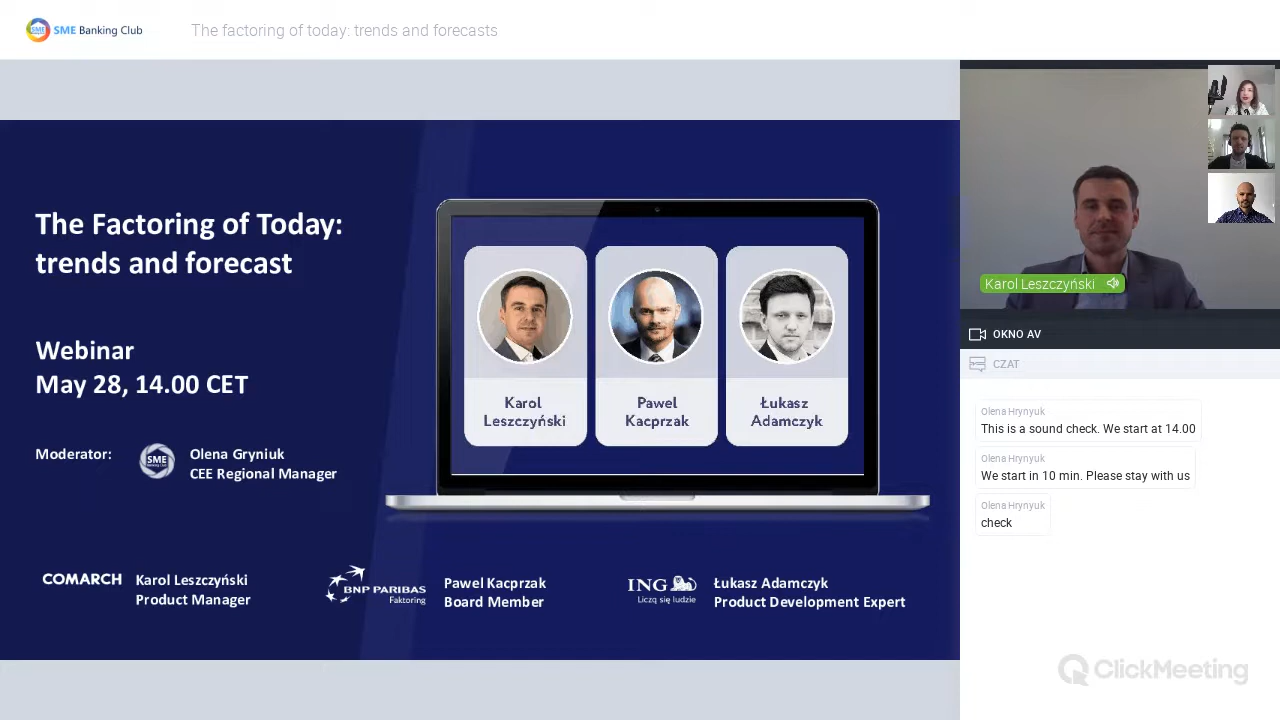 SME
SME Banking Club
The factoring of today: trends and forecasts
The Factoring of Today:
trends and forecast
Webinar
May 28, 14.00 CET
Moderator:
SME
Banking Club
Olena Gryniuk
CEE Regional Manager
Karol
Leszczyński
Pawel
Kacprzak
Łukasz
Adamczyk
COMARCH
Karol Leszczyński
Product Manager
BNP PARIBAS
Faktoring
Pawel Kacprzak
Board Member
ING
Liczą się ludzie
Łukasz Adamczyk
Product Development Expert
Karol Leszczyński
OKNO AV
CZAT
Olena Hrynyuk
This is a sound check. We start at 14.00
Olena Hrynyuk
We start in 10 min. Please stay with us
Olena Hrynyuk
check
ClickMeeting